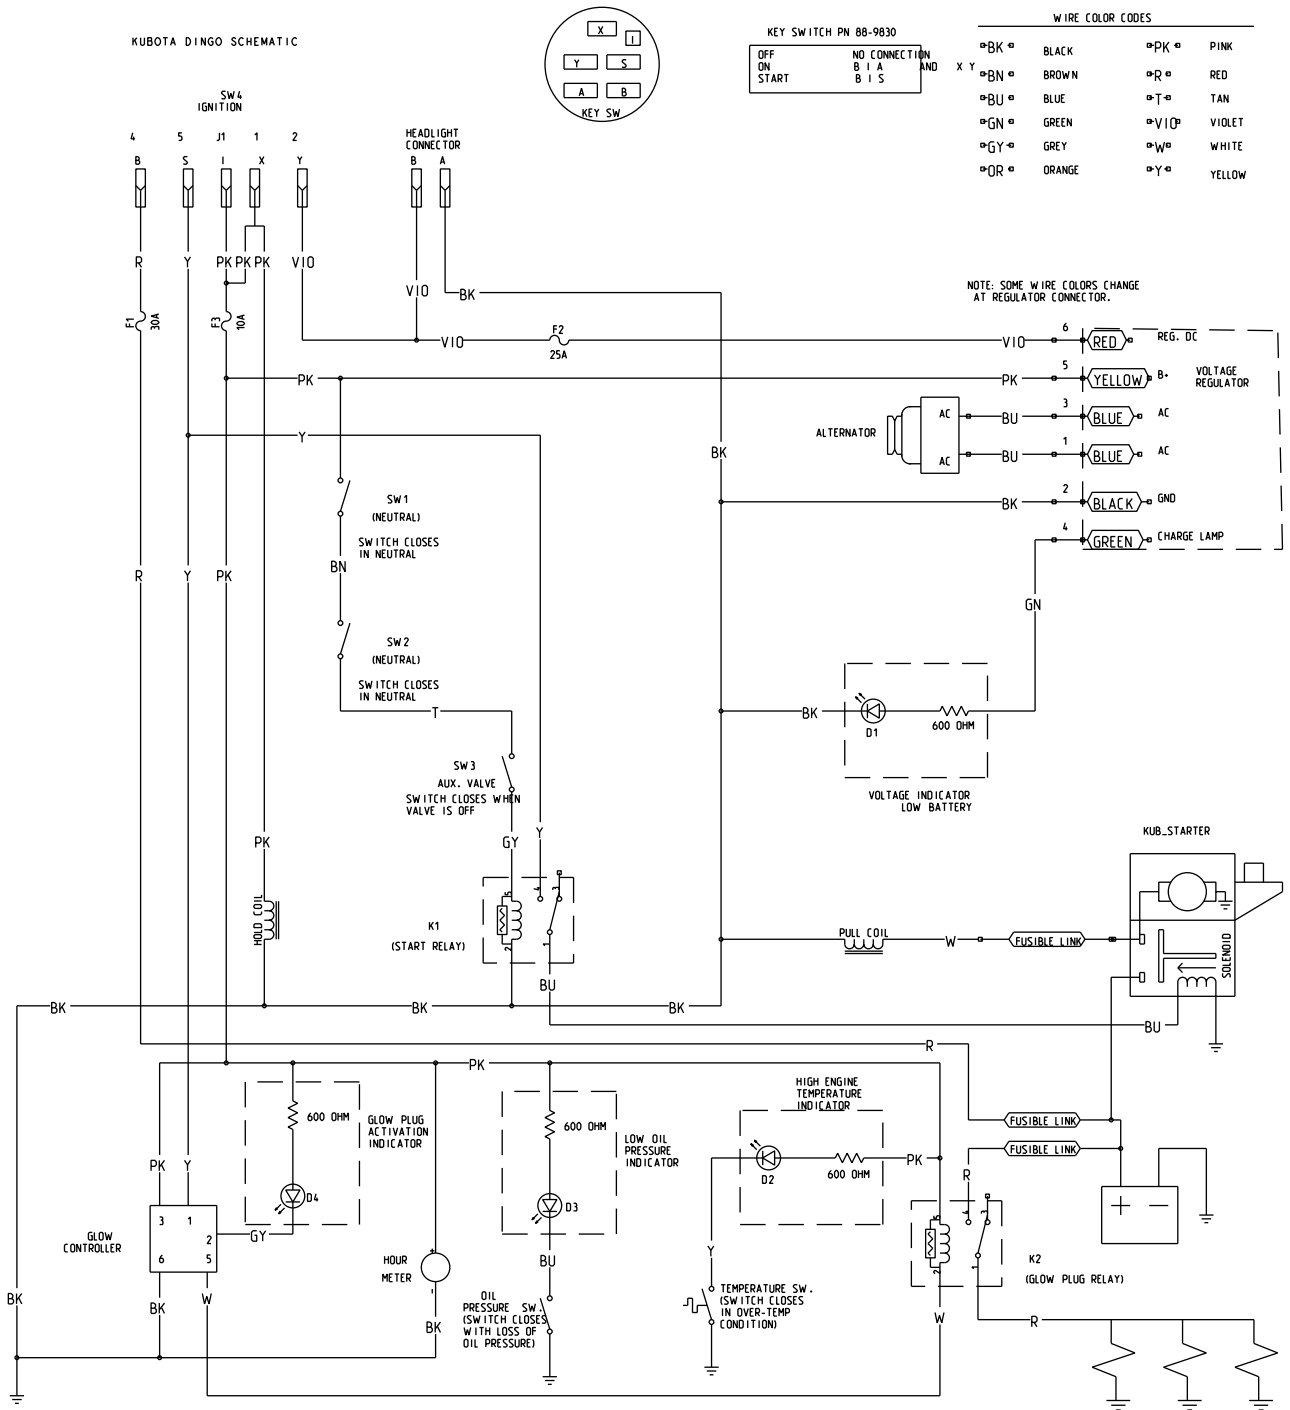 KUBOTA DINGO SCHEMATIC
X
I
Y
S
A
B
KEY SW
KEY SWITCH PN 88-9830
OFF NO CONNECTION
ON B I A AND X Y
START B I S
WIRE COLOR CODES
BK BLACK
BN BROWN
BU BLUE
GN GREEN
GY GREY
OR ORANGE
PK PINK
R RED
T TAN
VIO VIOLET
W WHITE
Y YELLOW
SW4
IGNITION
4 5 J1 1 2
B S I X Y
HEADLIGHT
CONNECTOR
B A
R Y PK PK PK VIO
VIO
BK
F1
30A
F3
10A
VIO
F2
25A
VIO
NOTE: SOME WIRE COLORS CHANGE
AT REGULATOR CONNECTOR.
6
RED
REG. DC
PK
PK
5
YELLOW
B+
VOLTAGE
REGULATOR
ALTERNATOR
AC
BU
3
BLUE
AC
AC
BU
1
BLUE
AC
Y
BK
BK
2
BLACK
GND
4
GREEN
CHARGE LAMP
SW1
(NEUTRAL)
SWITCH CLOSES
IN NEUTRAL
BN
R Y PK
GN
SW2
(NEUTRAL)
SWITCH CLOSES
IN NEUTRAL
T
BK
D1
600 OHM
VOLTAGE INDICATOR
LOW BATTERY
SW3
AUX. VALVE
SWITCH CLOSES WHEN
VALVE IS OFF
PK
GY
Y
HOLD COIL
K1
(START RELAY)
5
4
3
2
1
BU
KUB_STARTER
PULL COIL
W
FUSIBLE LINK
SOLENOID
BK
BK
BK
BU
R
PK
600 OHM
GLOW PLUG
ACTIVATION
INDICATOR
D4
600 OHM
LOW OIL
PRESSURE
INDICATOR
D3
HIGH ENGINE
TEMPERATURE
INDICATOR
D2
600 OHM
PK
FUSIBLE LINK
FUSIBLE LINK
R
+ −
PK Y
GLOW
CONTROLLER
3 1
2
6 5
GY
HOUR
METER
+
-
BU
Y
5
4
3
2
1
K2
(GLOW PLUG RELAY)
BK
BK
W
BK
OIL
PRESSURE SW.
(SWITCH CLOSES
WITH LOSS OF
OIL PRESSURE)
TEMPERATURE SW.
(SWITCH CLOSES
IN OVER-TEMP
CONDITION)
W
R